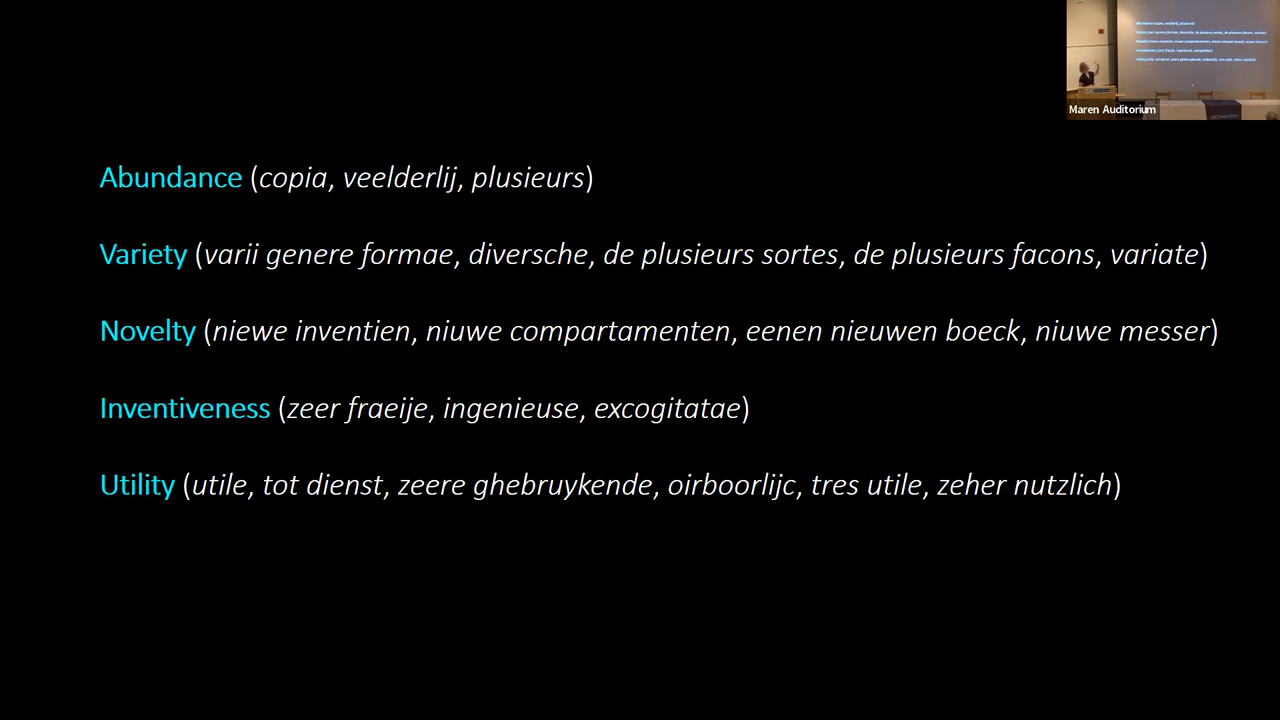 Maren Auditorium
Abundance (copia, veelderlij, plusieurs)
Variety (varii genere formae, diversche, de plusieurs sortes, de plusieurs facons, variate)
Novelty (niewe inventien, niuwe compartamenten, eenen nieuwen boeck, niuwe messer)
Inventiveness (zeer fraeije, ingenieuse, excogitatae)
Utility (utile, tot dienst, zeere ghebruykende, oirboorlijc, tres utile, zeher nutzlich)